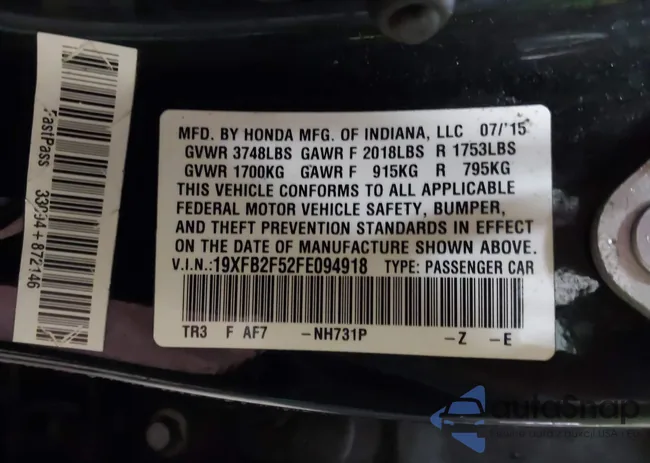 MFD. BY HONDA MFG. OF INDIANA, LLC 07/'15
GVWR 3748LBS GAWR F 2018LBS R 1753LBS
GVWR 1700KG GAWR F 915KG R 795KG
THIS VEHICLE CONFORMS TO ALL APPLICABLE
FEDERAL MOTOR VEHICLE SAFETY, BUMPER,
AND THEFT PREVENTION STANDARDS IN EFFECT
ON THE DATE OF MANUFACTURE SHOWN ABOVE.
V.I.N.:19XFB2F52FE094918 TYPE: PASSENGER CAR
TR3 F AF7 -NH731P -Z -E
FastPass 33094+872146
autoSnap